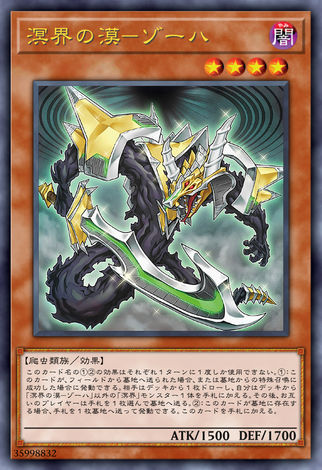 溟界の漠－ゾーハ
闇
やみ
【爬虫類族／効果】
このカード名の①②の効果はそれぞれ１ターンに１度しか使用できない。①：
このカードが、フィールドから墓地へ送られた場合、または墓地からの特殊召喚に
成功した場合に発動できる。相手はデッキから１枚ドローし、自分はデッキから
「溟界の漠－ゾーハ」以外の「溟界」モンスター１体を手札に加える。その後、お互
いのプレイヤーは手札を１枚選んで墓地へ送る。②：このカードが墓地に存在す
る場合、手札を１枚墓地へ送って発動できる。このカードを手札に加える。
ATK/1500 DEF/1700
35998832